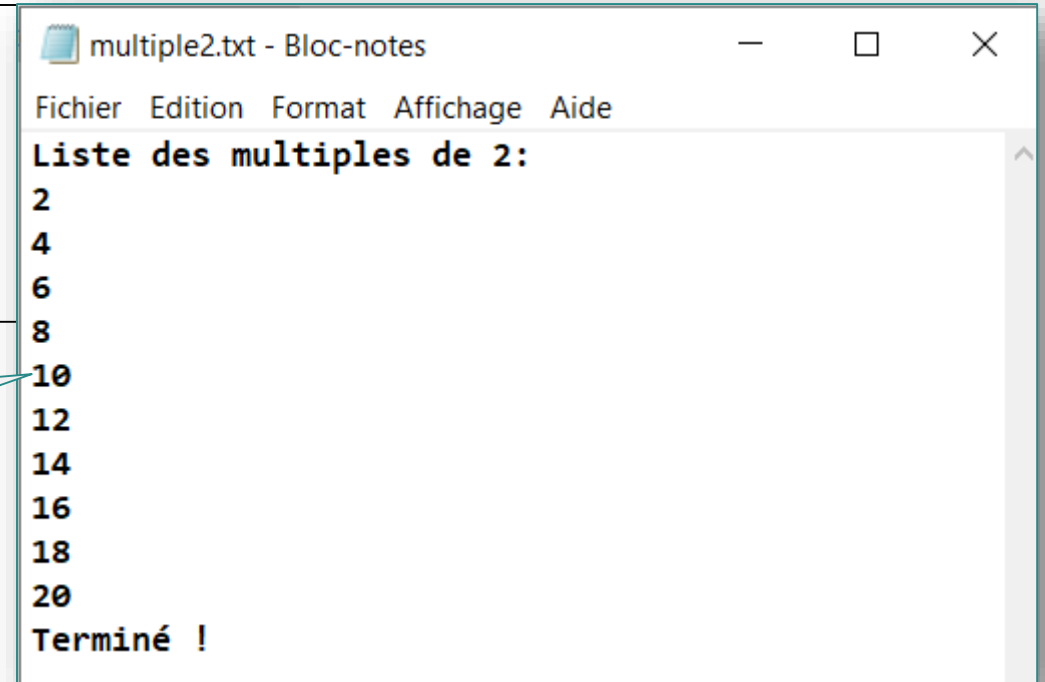 multiple2.txt - Bloc-notes
Fichier Edition Format Affichage Aide
Liste des multiples de 2:
2
4
6
8
10
12
14
16
18
20
Terminé !